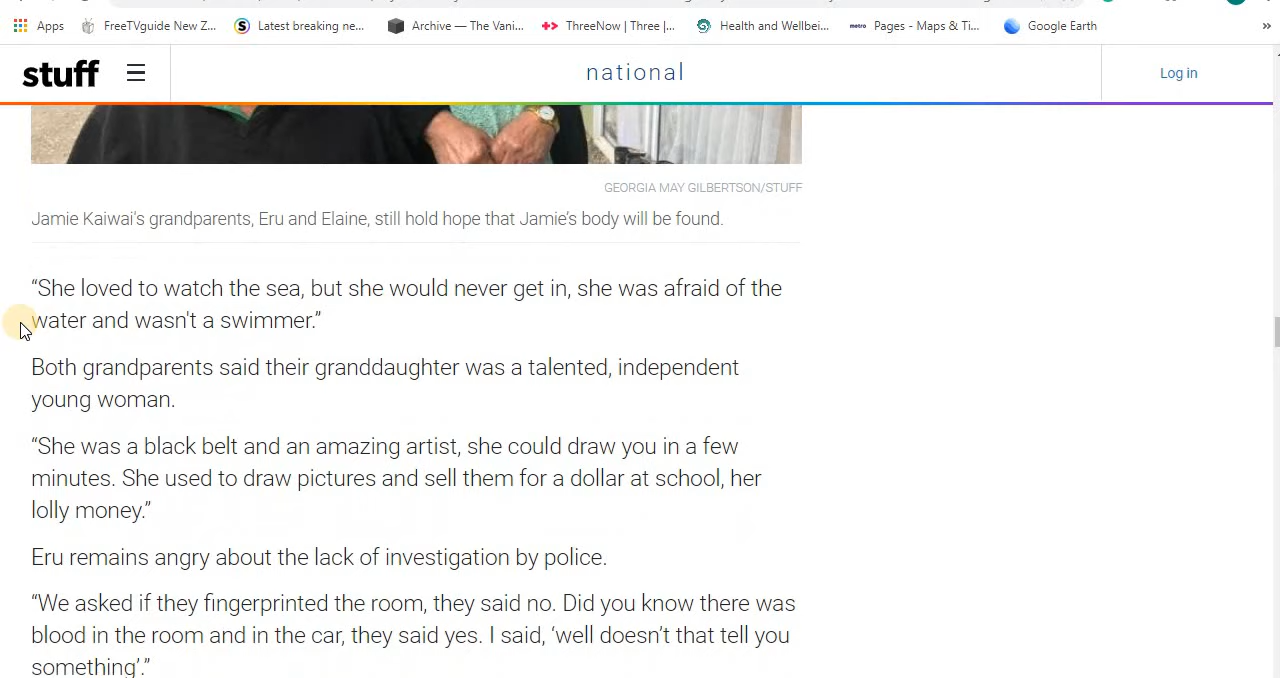 Apps
FreeTVguide New Z...
Latest breaking ne...
Archive — The Vani...
ThreeNow | Three |...
Health and Wellbei...
metro
Pages - Maps & Ti...
Google Earth
»
stuff
national
Log in
GEORGIA MAY GILBERTSON/STUFF
Jamie Kaiwai's grandparents, Eru and Elaine, still hold hope that Jamie’s body will be found.
“She loved to watch the sea, but she would never get in, she was afraid of the
water and wasn't a swimmer.”
Both grandparents said their granddaughter was a talented, independent
young woman.
“She was a black belt and an amazing artist, she could draw you in a few
minutes. She used to draw pictures and sell them for a dollar at school, her
lolly money.”
Eru remains angry about the lack of investigation by police.
“We asked if they fingerprinted the room, they said no. Did you know there was
blood in the room and in the car, they said yes. I said, ‘well doesn’t that tell you
something’.”